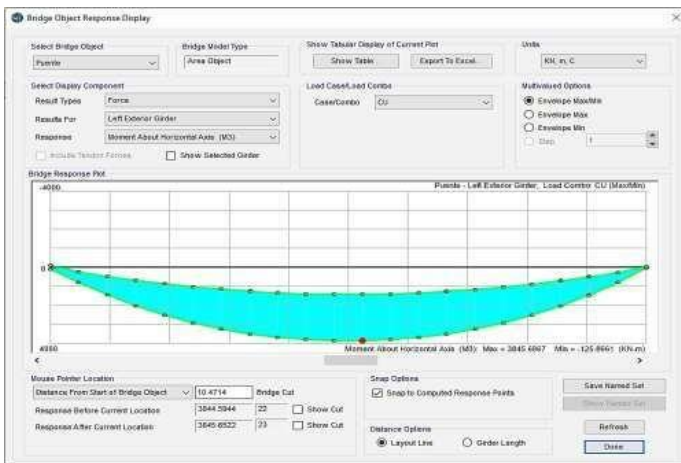 Bridge Object Response Display
Select Bridge Object
Puente
Bridge Model Type
Area Object
Show Tabular Display of Current Plot
Show Table
Export To Excel...
Units
KN, m, C
Select Display Component
Result Types Force
Results For Left Exterior Girder
Response Moment About Horizontal Axis (M3)
Include Tendon Forces Show Selected Girder
Load Case/Load Combo
Case/Combo CU
Multivalued Options
Envelope Max/Min
Envelope Max
Envelope Min
Step 1
Bridge Response Plot
-4000
Puente - Left Exterior Girder, Load Combo CU (Max/Min)
0
4000
Moment About Horizontal Axis (M3) Max = 3845.6967 Min = -125.8661 (KN-m)
Mouse Pointer Location
Distance From Start of Bridge Object 10.4714 Bridge Cut
Response Before Current Location 3844.5944 22 Show Cut
Response After Current Location 3845.6522 23 Show Cut
Snap Options
Snap to Computed Response Points
Distance Options
Layout Line Girder Length
Save Named Set
Show Named Set
Refresh
Done